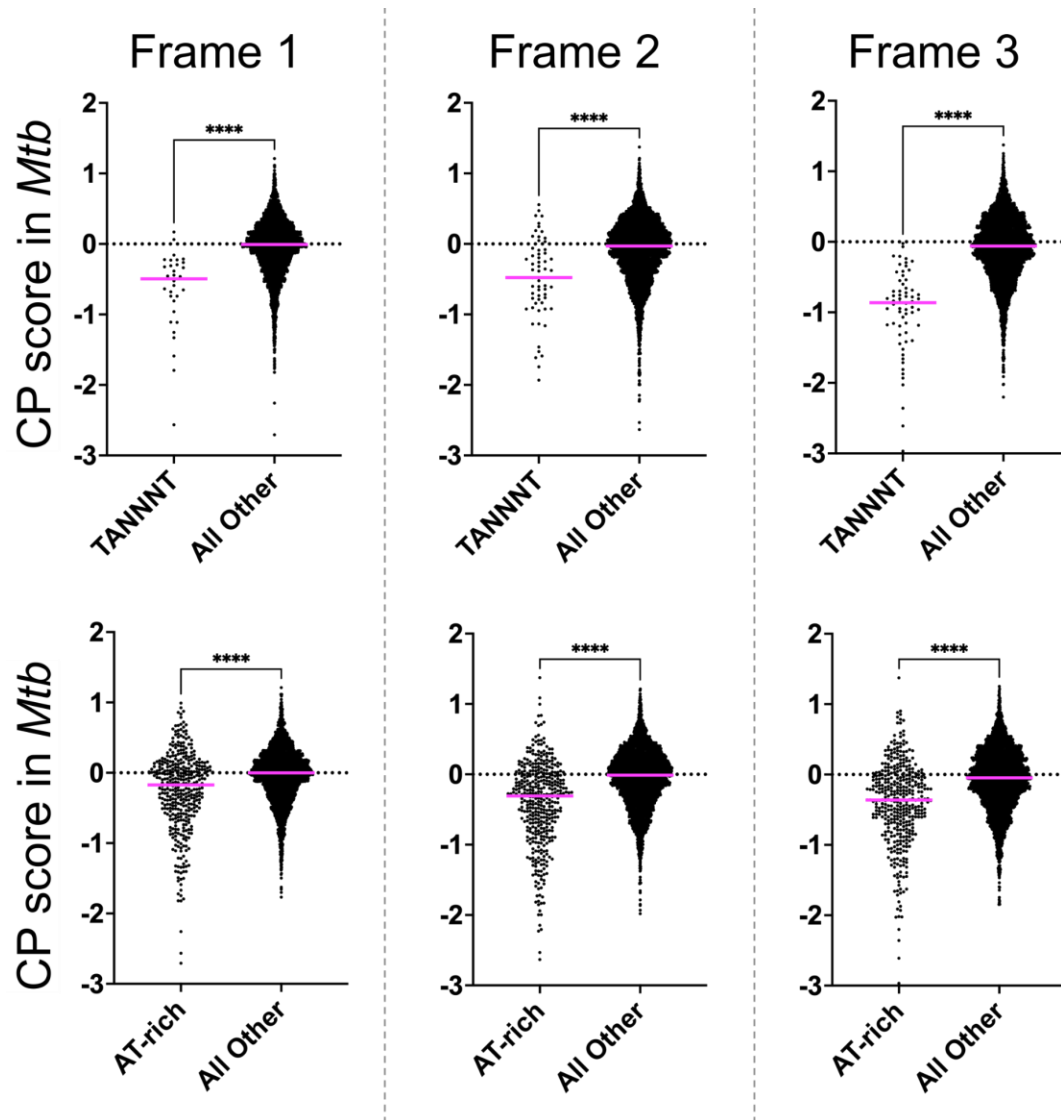 Frame 1
Frame 2
Frame 3
CP score in Mtb
2
1
0
-1
-2
-3
****
TANNNT
All Other
2
1
0
-1
-2
-3
****
TANNNT
All Other
2
1
0
-1
-2
-3
****
TANNNT
All Other
CP score in Mtb
2
1
0
-1
-2
-3
****
AT-rich
All Other
2
1
0
-1
-2
-3
****
AT-rich
All Other
2
1
0
-1
-2
-3
****
AT-rich
All Other